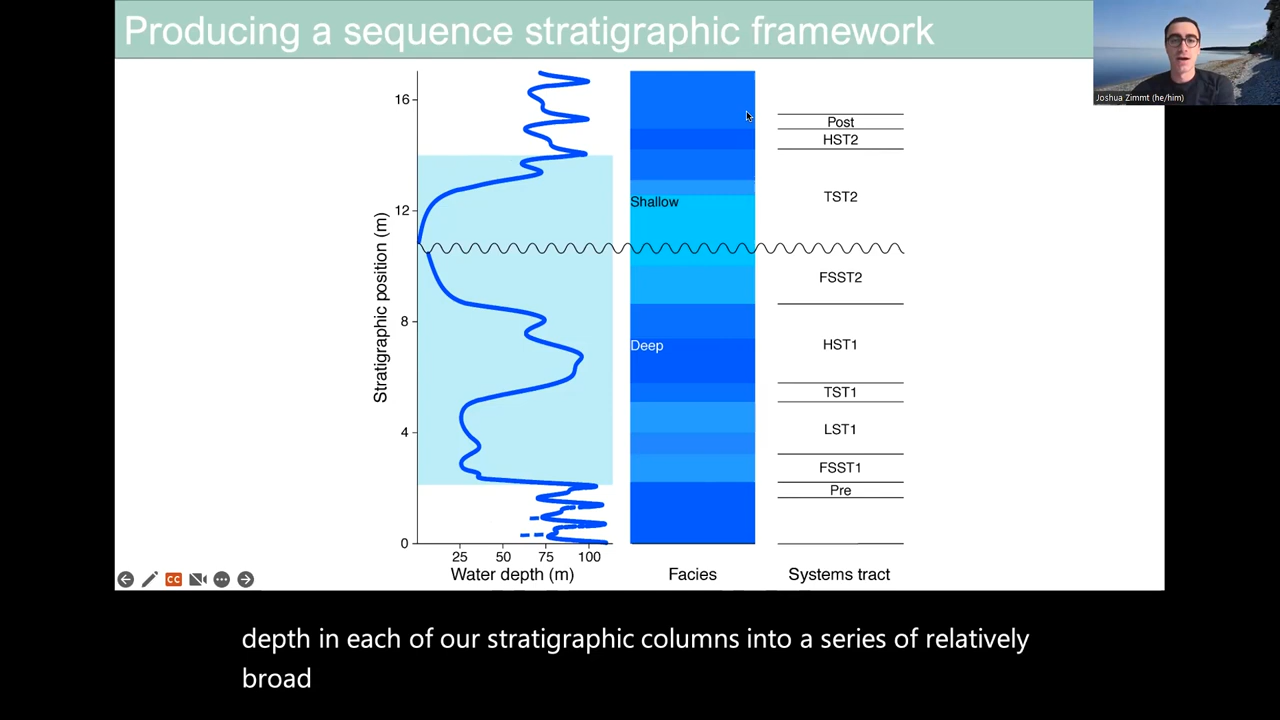 Producing a sequence stratigraphic framework
Joshua Zimmt (he/him)
16
12
8
4
0
Stratigraphic position (m)
25 50 75 100
Water depth (m)
Shallow
Deep
Facies
Post
HST2
TST2
FSST2
HST1
TST1
LST1
FSST1
Pre
Systems tract
CC
depth in each of our stratigraphic columns into a series of relatively
broad